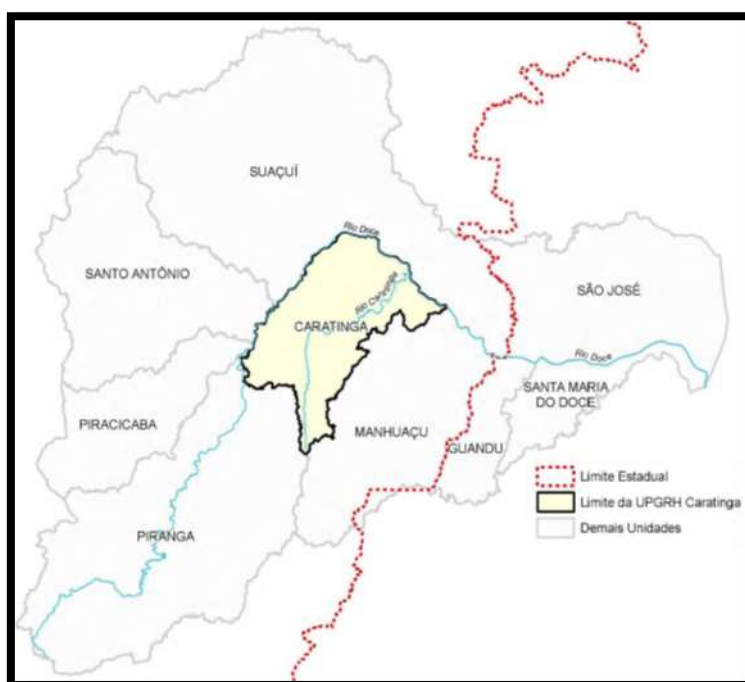 SUAÇUÍ
Rio Doce
SANTO ANTÔNIO
SÃO JOSÉ
Rio Caratinga
CARATINGA
Rio Doce
SANTA MARIA
DO DOCE
PIRACICABA
MANHUAÇU
GUANDU
Limite Estadual
Limite da UPGRH Caratinga
Demais Unidades
PIRANGA